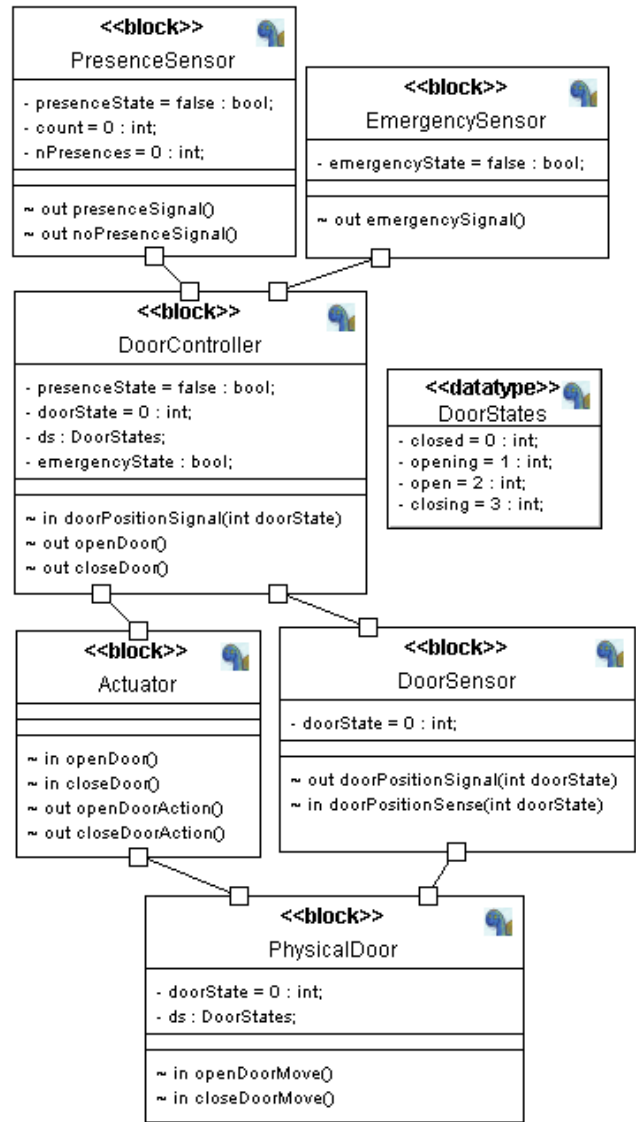 <<block>>
PresenceSensor
- presenceState = false : bool;
- count = 0 : int;
- nPresences = 0 : int;
~ out presenceSignal()
~ out noPresenceSignal()
<<block>>
EmergencySensor
- emergencyState = false : bool;
~ out emergencySignal()
<<block>>
DoorController
- presenceState = false : bool;
- doorState = 0 : int;
- ds : DoorStates;
- emergencyState : bool;
~ in doorPositionSignal(int doorState)
~ out openDoor()
~ out closeDoor()
<<datatype>>
DoorStates
- closed = 0 : int;
- opening = 1 : int;
- open = 2 : int;
- closing = 3 : int;
<<block>>
Actuator
~ in openDoor()
~ in closeDoor()
~ out openDoorAction()
~ out closeDoorAction()
<<block>>
DoorSensor
- doorState = 0 : int;
~ out doorPositionSignal(int doorState)
~ in doorPositionSense(int doorState)
<<block>>
PhysicalDoor
- doorState = 0 : int;
- ds : DoorStates;
~ in openDoorMove()
~ in closeDoorMove()